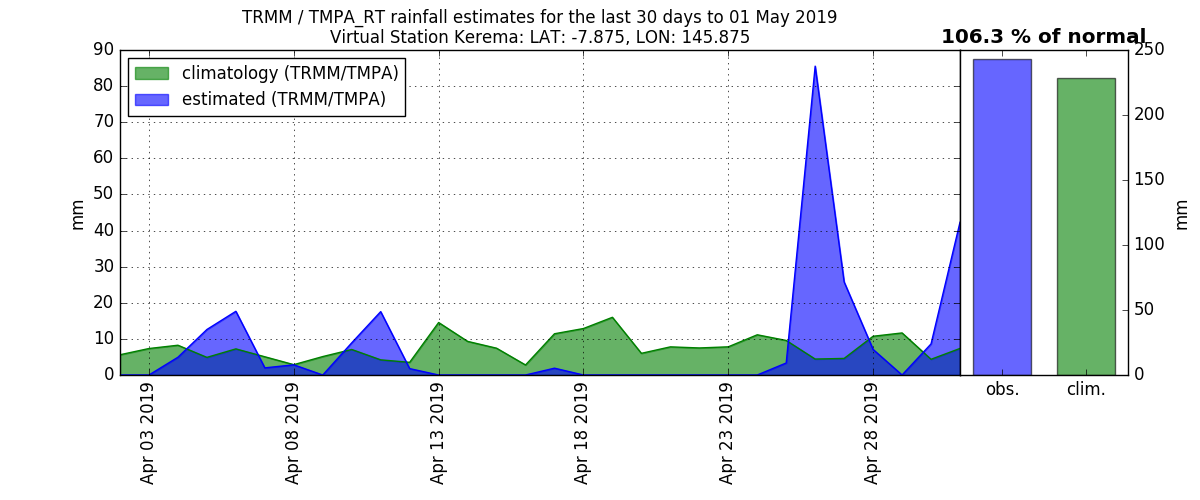 TRMM / TMPA_RT rainfall estimates for the last 30 days to 01 May 2019
Virtual Station Kerema: LAT: -7.875, LON: 145.875
106.3 % of normal
climatology (TRMM/TMPA)
estimated (TRMM/TMPA)
90
80
70
60
50
40
30
20
10
0
mm
Apr 03 2019
Apr 08 2019
Apr 13 2019
Apr 18 2019
Apr 23 2019
Apr 28 2019
250
200
150
100
50
0
mm
obs.
clim.